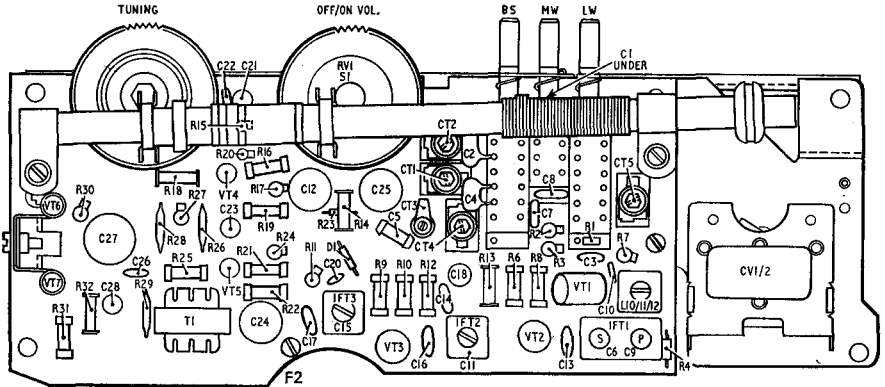 TUNING
OFF/ON VOL.
BS
MW
LW
C22
C21
RV1
S1
C1
UNDER
R15
R20
R16
CT2
C2
CT1
R18
R17
VT4
C12
C25
C4
C8
CT5
R30
VT6
R27
R19
R23
R14
CT3
C5
C7
C23
C27
R28
R26
R24
CT4
R2
R1
R3
R7
C3
D1
R11
C20
C26
R25
R21
VT5
R9
R10
R12
C18
R13
R6
R8
VT1
C10
L10/11/12
CV1/2
VT7
R31
R32
C28
R29
R22
T1
C24
C17
IFT3
C15
C14
IFT2
C11
VT3
C16
VT2
C13
IFT1
S
P
C6
C9
R4
F2